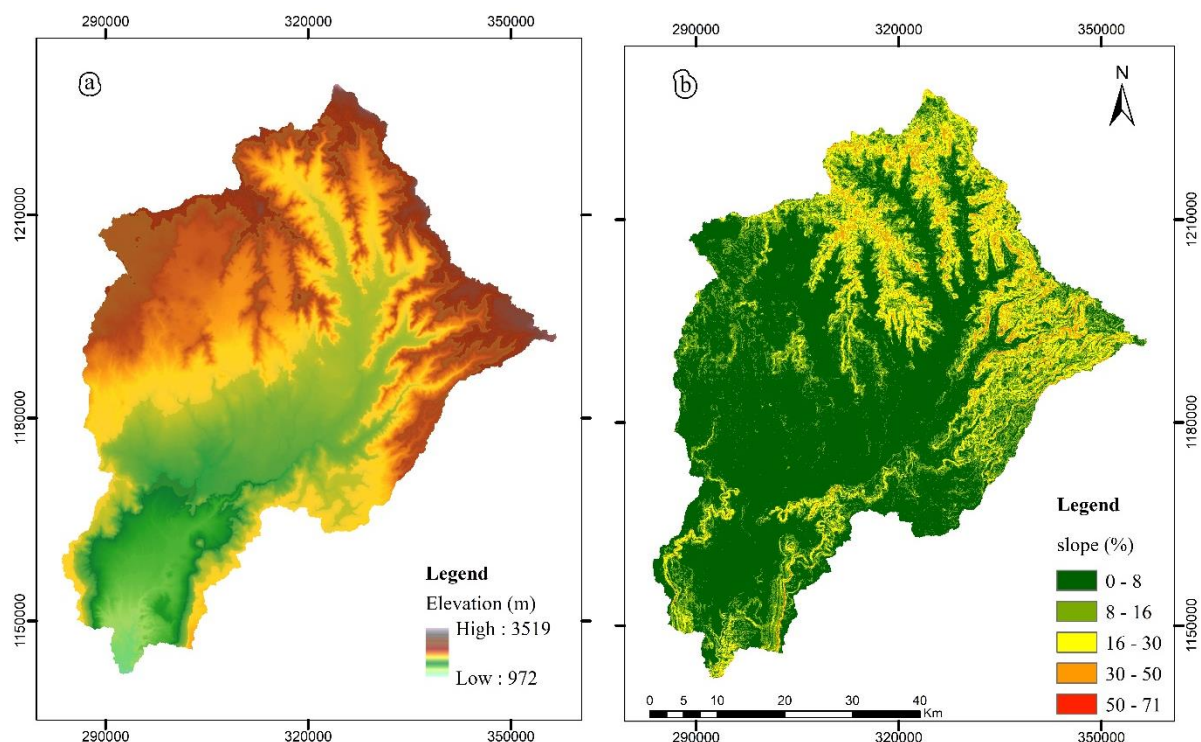 290000 320000 350000
a
1210000
1180000
1150000
Legend
Elevation (m)
High : 3519
Low : 972
290000 320000 350000
290000 320000 350000
b
N
1210000
1180000
1150000
Legend
slope (%)
0 - 8
8 - 16
16 - 30
30 - 50
50 - 71
0 5 10 20 30 40
Km
290000 320000 350000